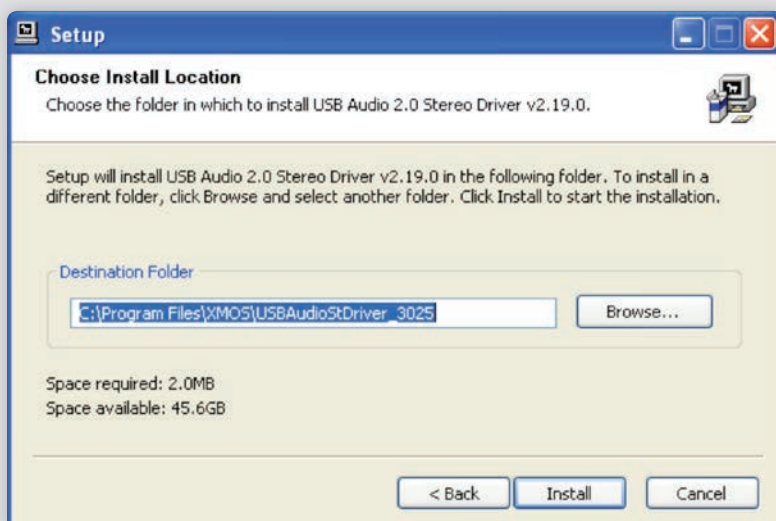 Setup
Choose Install Location
Choose the folder in which to install USB Audio 2.0 Stereo Driver v2.19.0.
Setup will install USB Audio 2.0 Stereo Driver v2.19.0 in the following folder. To install in a
different folder, click Browse and select another folder. Click Install to start the installation.
Destination Folder
C:\Program Files\XMOS\USBAudioStDriver_3025
Browse...
Space required: 2.0MB
Space available: 45.6GB
< Back
Install
Cancel